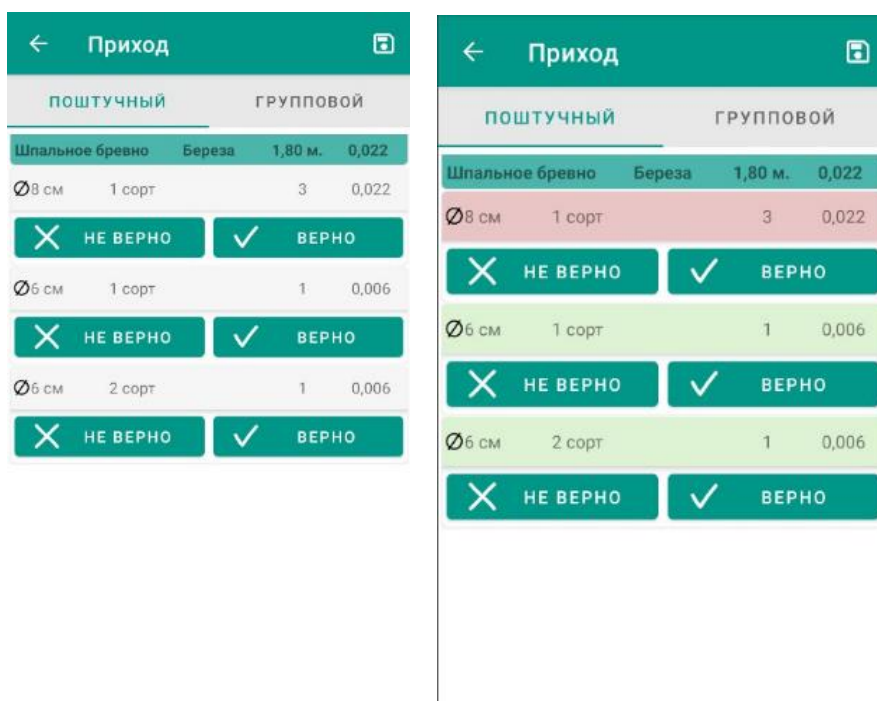 Приход
ПОШТУЧНЫЙ ГРУППОВОЙ
Шпальное бревно Береза 1,80 м. 0,022
Ø8 см 1 сорт 3 0,022
НЕ ВЕРНО ВЕРНО
Ø6 см 1 сорт 1 0,006
НЕ ВЕРНО ВЕРНО
Ø6 см 2 сорт 1 0,006
НЕ ВЕРНО ВЕРНО
Приход
ПОШТУЧНЫЙ ГРУППОВОЙ
Шпальное бревно Береза 1,80 м. 0,022
Ø8 см 1 сорт 3 0,022
НЕ ВЕРНО ВЕРНО
Ø6 см 1 сорт 1 0,006
НЕ ВЕРНО ВЕРНО
Ø6 см 2 сорт 1 0,006
НЕ ВЕРНО ВЕРНО